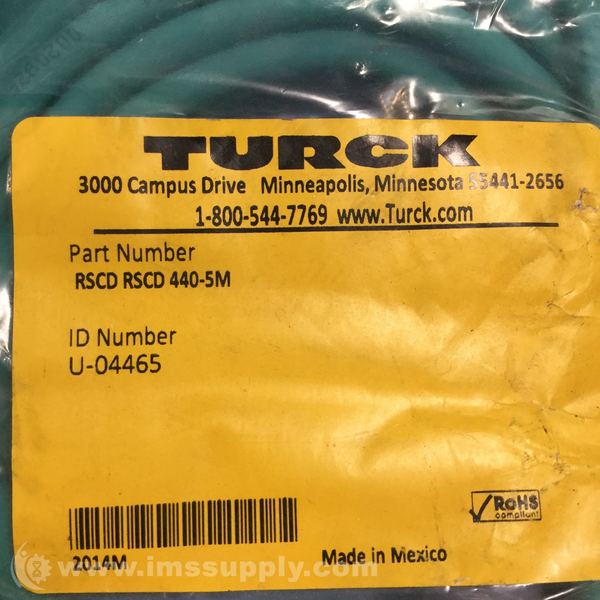 TURCK
3000 Campus Drive Minneapolis, Minnesota 55441-2656
1-800-544-7769 www.Turck.com
Part Number
RSCD RSCD 440-5M
ID Number
U-04465
RoHS
compliant
2014M
Made in Mexico
www.imssupply.com